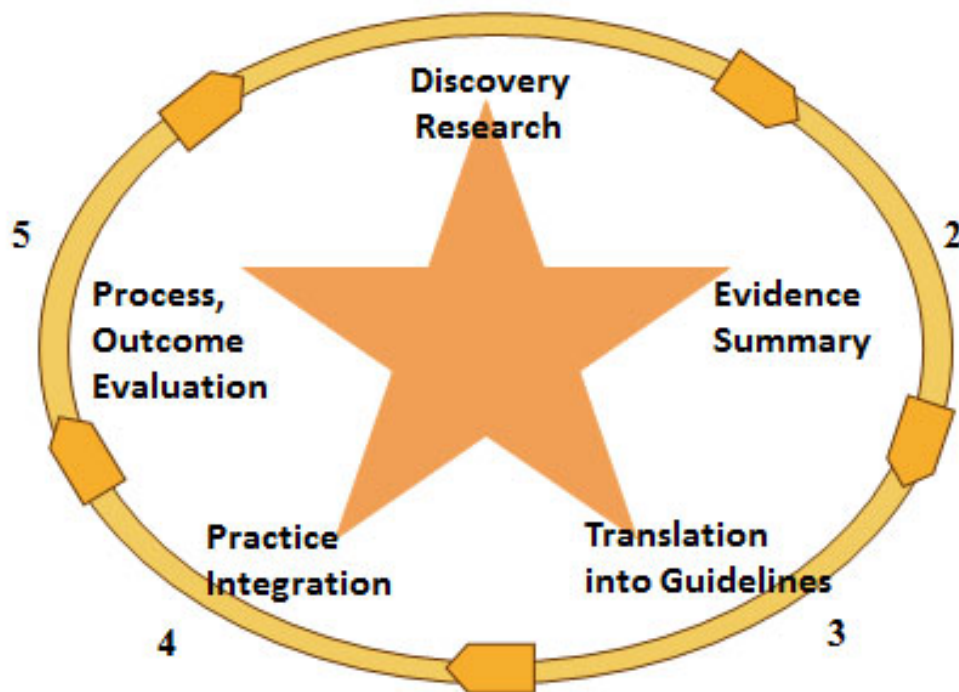 Discovery
Research
2
Evidence
Summary
Translation
into Guidelines
3
Practice
Integration
4
5
Process,
Outcome
Evaluation